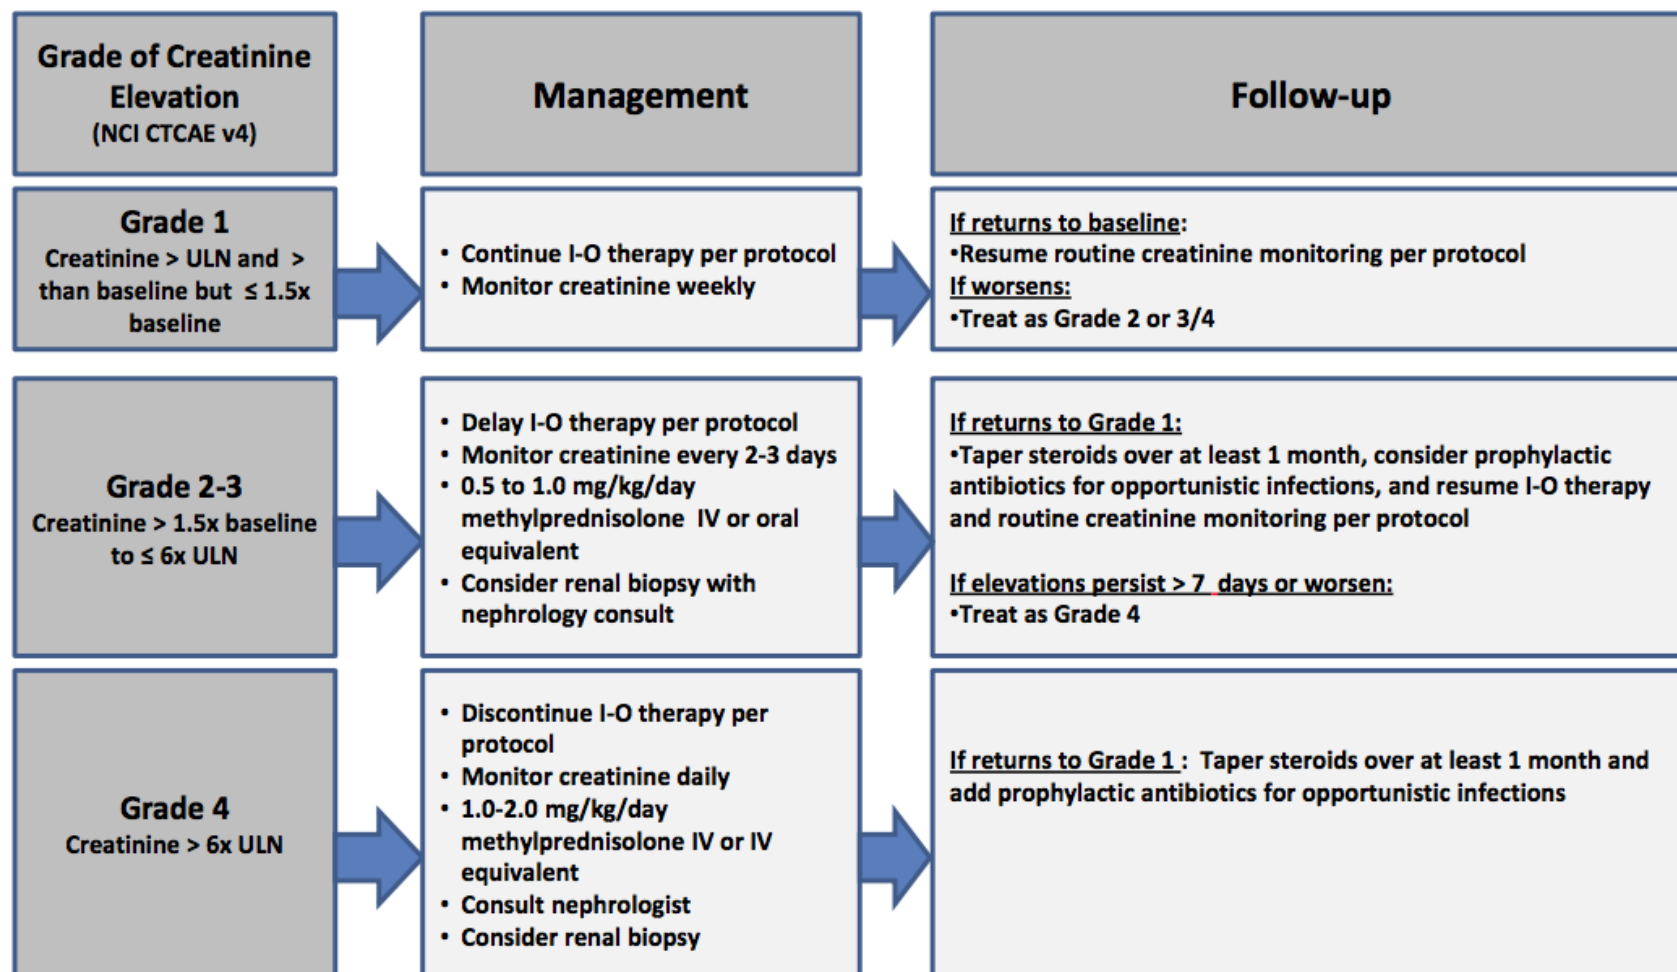 Grade of Creatinine
Elevation
(NCI CTCAE v4)
Management
Follow-up
Grade 1
Creatinine > ULN and >
than baseline but ≤ 1.5x
baseline
• Continue I-O therapy per protocol
• Monitor creatinine weekly
If returns to baseline:
•Resume routine creatinine monitoring per protocol
If worsens:
•Treat as Grade 2 or 3/4
Grade 2-3
Creatinine > 1.5x baseline
to ≤ 6x ULN
• Delay I-O therapy per protocol
• Monitor creatinine every 2-3 days
• 0.5 to 1.0 mg/kg/day
methylprednisolone IV or oral
equivalent
• Consider renal biopsy with
nephrology consult
If returns to Grade 1:
•Taper steroids over at least 1 month, consider prophylactic
antibiotics for opportunistic infections, and resume I-O therapy
and routine creatinine monitoring per protocol
If elevations persist > 7 days or worsen:
•Treat as Grade 4
Grade 4
Creatinine > 6x ULN
• Discontinue I-O therapy per
protocol
• Monitor creatinine daily
• 1.0-2.0 mg/kg/day
methylprednisolone IV or IV
equivalent
• Consult nephrologist
• Consider renal biopsy
If returns to Grade 1 : Taper steroids over at least 1 month and
add prophylactic antibiotics for opportunistic infections